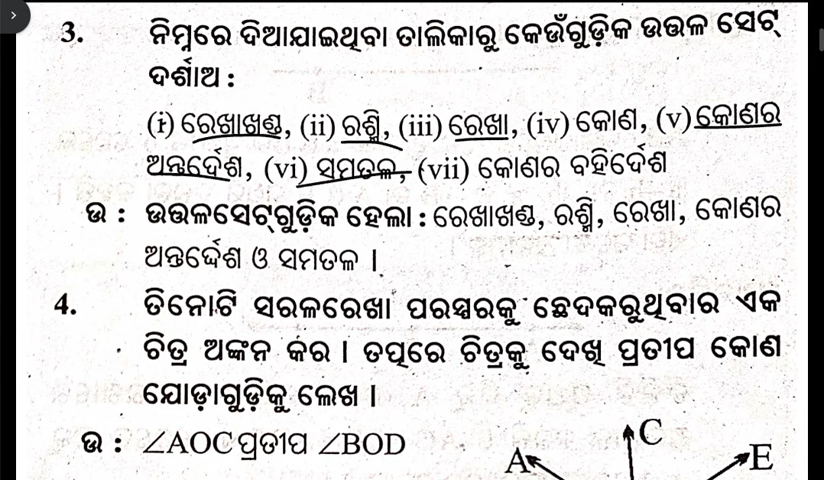 3. ନିମ୍ନରେ ଦିଆଯାଇଥିବା ତାଲିକାରୁ କେଉଁଗୁଡ଼ିକ ଉତ୍ତଳ ସେଟ୍
ଦର୍ଶାଅ :
(i) ରେଖାଖଣ୍ଡ, (ii) ରଶ୍ମି, (iii) ରେଖା, (iv) କୋଣ, (v) କୋଣର
ଅନ୍ତର୍ଦେଶ, (vi) ସମତଳ, (vii) କୋଣର ବହିର୍ଦେଶ
ଉ : ଉତ୍ତଳସେଟ୍‌ଗୁଡ଼ିକ ହେଲା : ରେଖାଖଣ୍ଡ, ରଶ୍ମି, ରେଖା, କୋଣର
ଅନ୍ତର୍ଦ୍ଦେଶ ଓ ସମତଳ ।
4. ତିନୋଟି ସରଳରେଖା ପରସ୍ପରକୁ ଛେଦକରୁଥିବାର ଏକ
ଚିତ୍ର ଅଙ୍କନ କର । ତତ୍ପରେ ଚିତ୍ରକୁ ଦେଖି ପ୍ରତୀପ କୋଣ
ଯୋଡ଼ାଗୁଡ଼ିକୁ ଲେଖ ।
ଉ : ∠AOC ପ୍ରତୀପ ∠BOD
C
A E